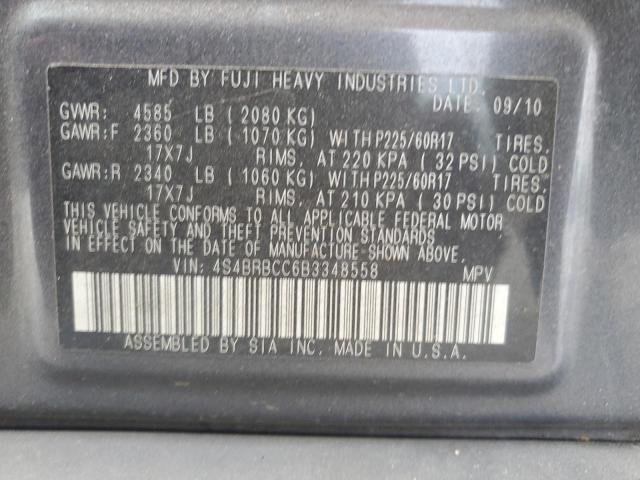 MFD BY FUJI HEAVY INDUSTRIES LTD.
DATE: 09/10
GVWR: 4585 LB (2080 KG)
GAWR:F 2360 LB (1070 KG) WITH P225/60R17 TIRES.
17X7J RIMS, AT 220 KPA (32 PSI) COLD
GAWR:R 2340 LB (1060 KG) WITH P225/60R17 TIRES.
17X7J RIMS, AT 210 KPA (30 PSI) COLD
THIS VEHICLE CONFORMS TO ALL APPLICABLE FEDERAL MOTOR
VEHICLE SAFETY AND THEFT PREVENTION STANDARDS
IN EFFECT ON THE DATE OF MANUFACTURE SHOWN ABOVE.
VIN: 4S4BRBCC6B3348558 MPV
ASSEMBLED BY SIA INC. MADE IN U.S.A.